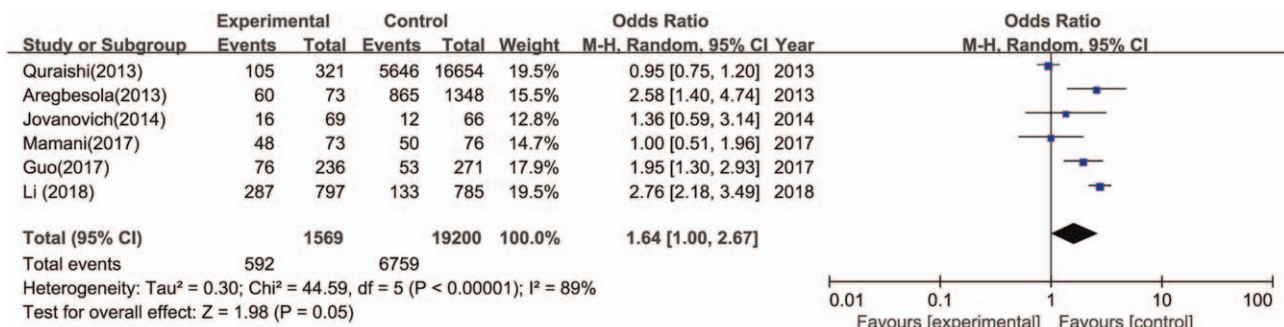 Experimental Control Odds Ratio Odds Ratio
Study or Subgroup Events Total Events Total Weight M-H, Random, 95% CI Year M-H, Random, 95% CI
Quraishi(2013) 105 321 5646 16654 19.5% 0.95 [0.75, 1.20] 2013
Aregbesola(2013) 60 73 865 1348 15.5% 2.58 [1.40, 4.74] 2013
Jovanovich(2014) 16 69 12 66 12.8% 1.36 [0.59, 3.14] 2014
Mamani(2017) 48 73 50 76 14.7% 1.00 [0.51, 1.96] 2017
Guo(2017) 76 236 53 271 17.9% 1.95 [1.30, 2.93] 2017
Li (2018) 287 797 133 785 19.5% 2.76 [2.18, 3.49] 2018
Total (95% CI) 1569 19200 100.0% 1.64 [1.00, 2.67]
Total events 592 6759
Heterogeneity: Tau² = 0.30; Chi² = 44.59, df = 5 (P < 0.00001); I² = 89%
Test for overall effect: Z = 1.98 (P = 0.05)
0.01 0.1 1 10 100
Favours [experimental] Favours [control]